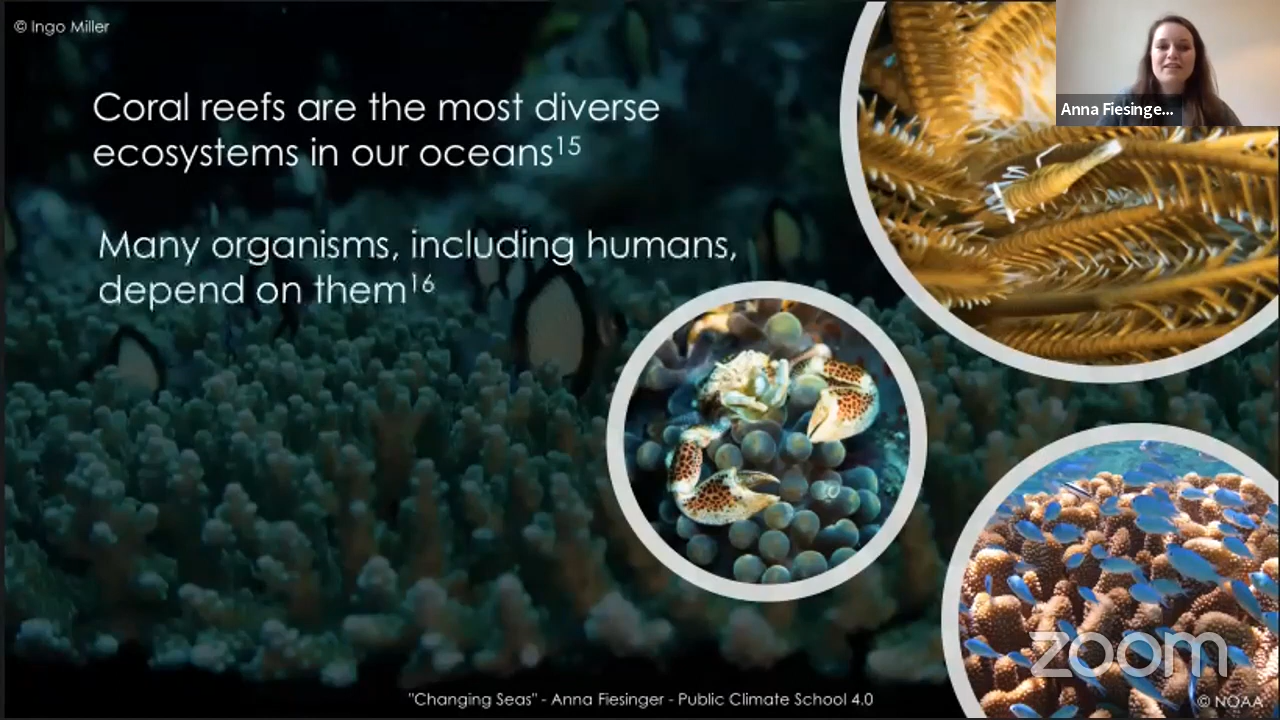 © Ingo Miller
Coral reefs are the most diverse
ecosystems in our oceans15
Many organisms, including humans,
depend on them16
Anna Fiesinge...
zoom
"Changing Seas" - Anna Fiesinger - Public Climate School 4.0
© NOAA